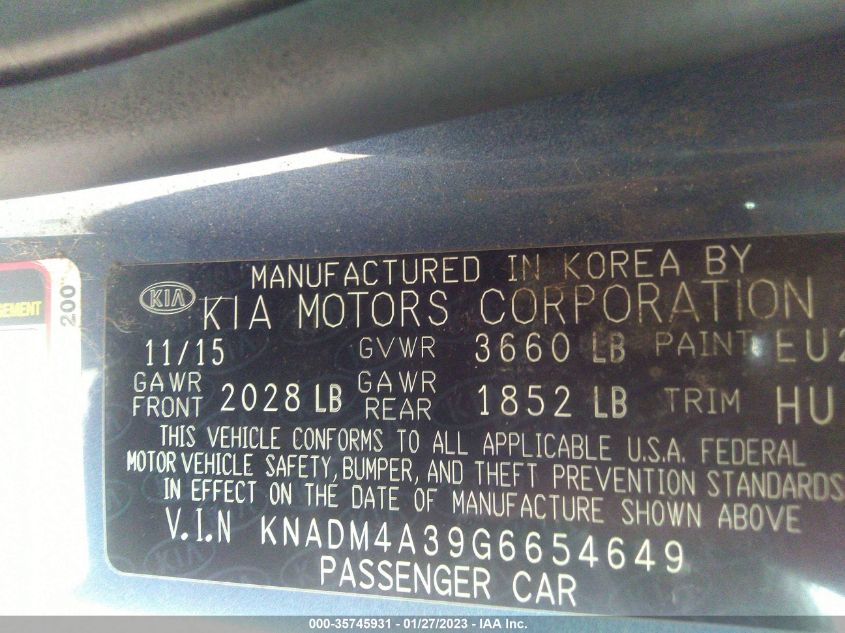 GEMENT
200
MANUFACTURED IN KOREA BY
KIA KIA MOTORS CORPORATION
11/15 GVWR 3660 LB PAINT EU2
GAWR FRONT 2028 LB GAWR REAR 1852 LB TRIM HU
THIS VEHICLE CONFORMS TO ALL APPLICABLE U.S.A. FEDERAL
MOTOR VEHICLE SAFETY, BUMPER, AND THEFT PREVENTION STANDARDS
IN EFFECT ON THE DATE OF MANUFACTURE SHOWN ABOVE
V.I.N KNADM4A39G6654649
PASSENGER CAR
000-35745931 - 01/27/2023 - IAA Inc.